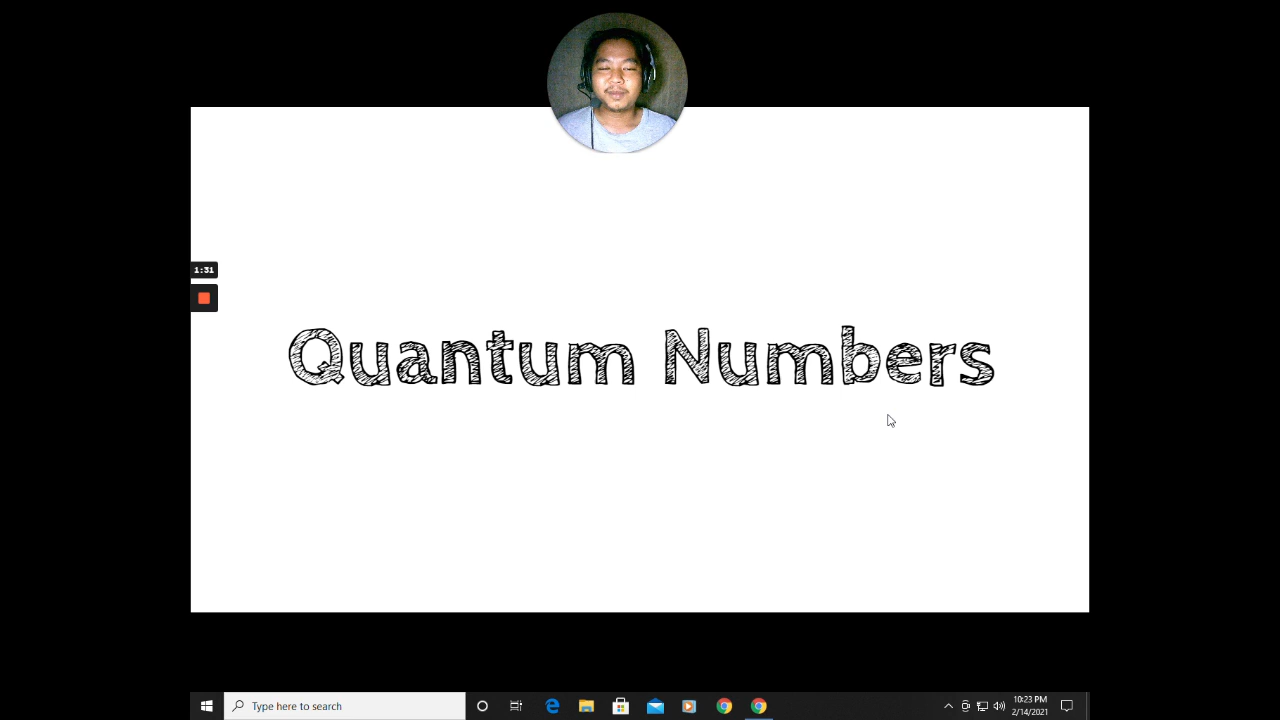 1:31
Quantum Numbers
Type here to search
10:23 PM
2/14/2021